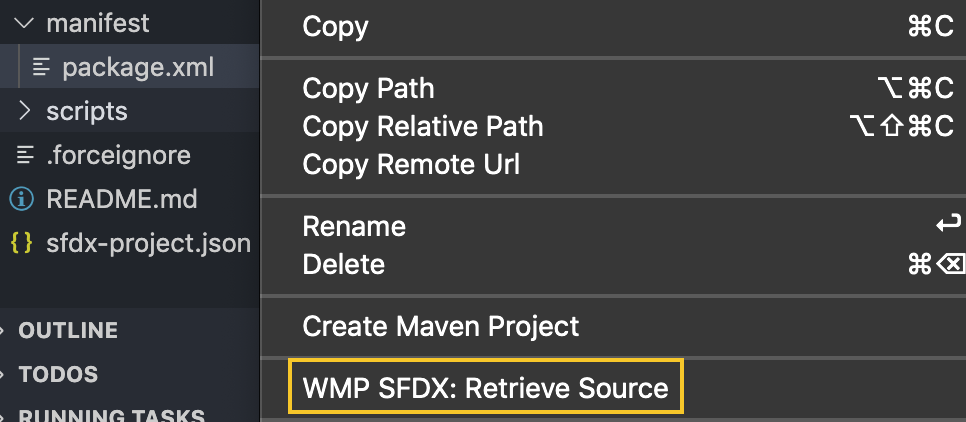 manifest
package.xml
scripts
.forceignore
README.md
{} sfdx-project.json
OUTLINE
TODOS
RUNNING TASKS
Copy ⌘C
Copy Path ⌥⌘C
Copy Relative Path ⌥⇧⌘C
Copy Remote Url
Rename ↩
Delete ⌘⌫
Create Maven Project
WMP SFDX: Retrieve Source